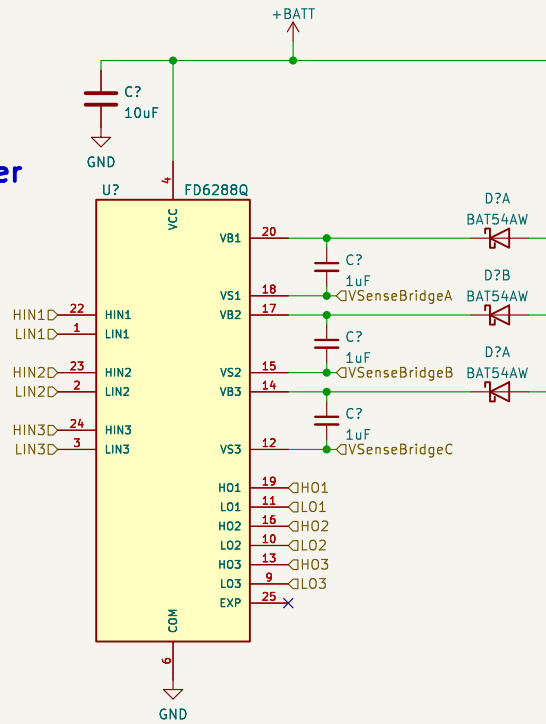 +BATT
C?
10uF
GND
er
U?
FD6288Q
4
VCC
D?A
BAT54AW
VB1
20
C?
1uF
VS1
18
VSenseBridgeA
D?B
BAT54AW
HIN1
22
HIN1
VB2
17
LIN1
1
LIN1
C?
1uF
HIN2
23
HIN2
VS2
15
VSenseBridgeB
D?A
BAT54AW
LIN2
2
LIN2
VB3
14
C?
1uF
HIN3
24
HIN3
LIN3
3
LIN3
VS3
12
VSenseBridgeC
HO1
19
HO1
LO1
11
LO1
HO2
16
HO2
LO2
10
LO2
HO3
13
HO3
LO3
9
LO3
EXP
25
COM
6
GND